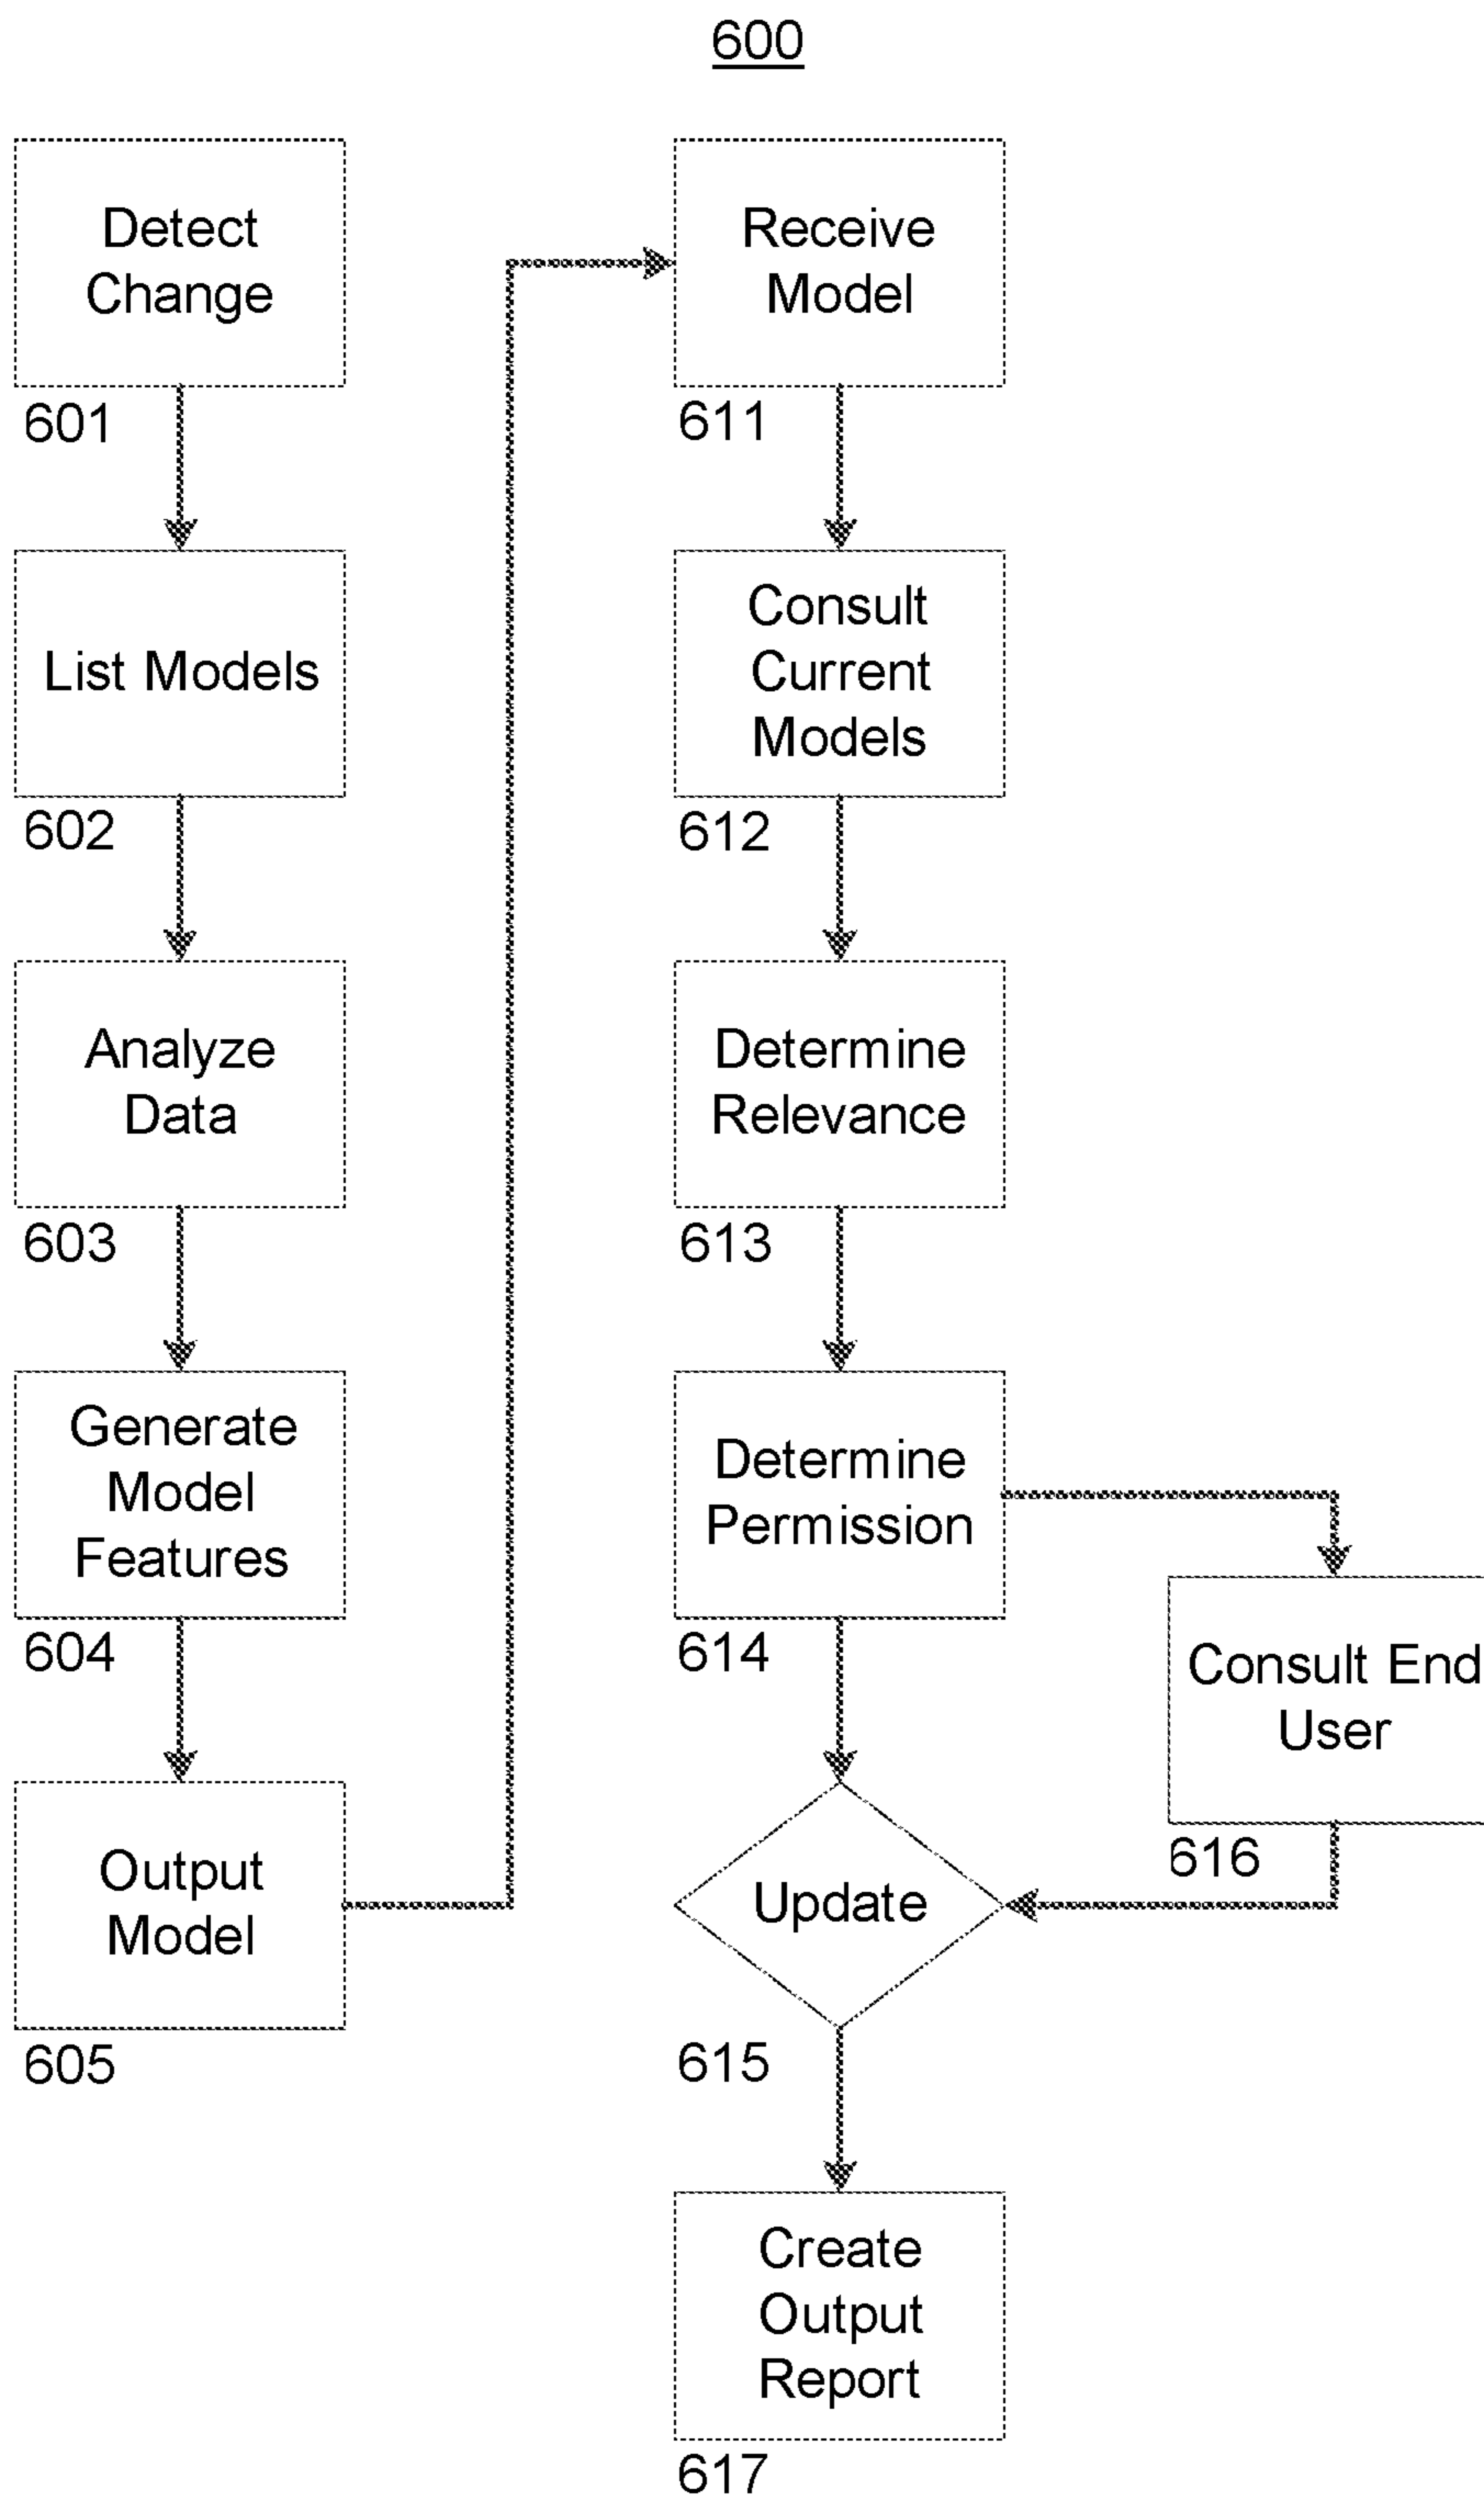 600
Detect
Change
601
List Models
602
Analyze
Data
603
Generate
Model
Features
604
Output
Model
605
Receive
Model
611
Consult
Current
Models
612
Determine
Relevance
613
Determine
Permission
614
Consult End
User
616
Update
615
Create
Output
Report
617